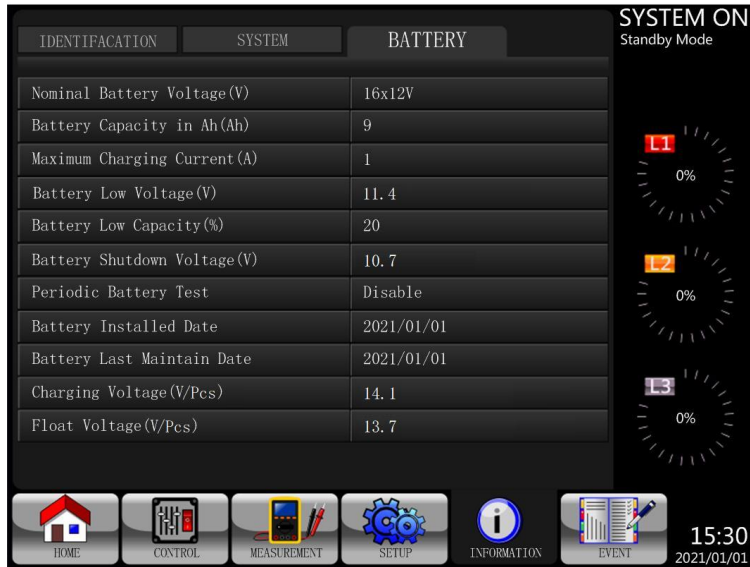 SYSTEM ON
Standby Mode
IDENTIFACATION SYSTEM BATTERY
Nominal Battery Voltage(V) 16x12V
Battery Capacity in Ah(Ah) 9
Maximum Charging Current(A) 1
Battery Low Voltage(V) 11.4
Battery Low Capacity(%) 20
Battery Shutdown Voltage(V) 10.7
Periodic Battery Test Disable
Battery Installed Date 2021/01/01
Battery Last Maintain Date 2021/01/01
Charging Voltage(V/Pcs) 14.1
Float Voltage(V/Pcs) 13.7
L1
0%
L2
0%
L3
0%
HOME CONTROL MEASUREMENT SETUP INFORMATION EVENT
15:30
2021/01/01